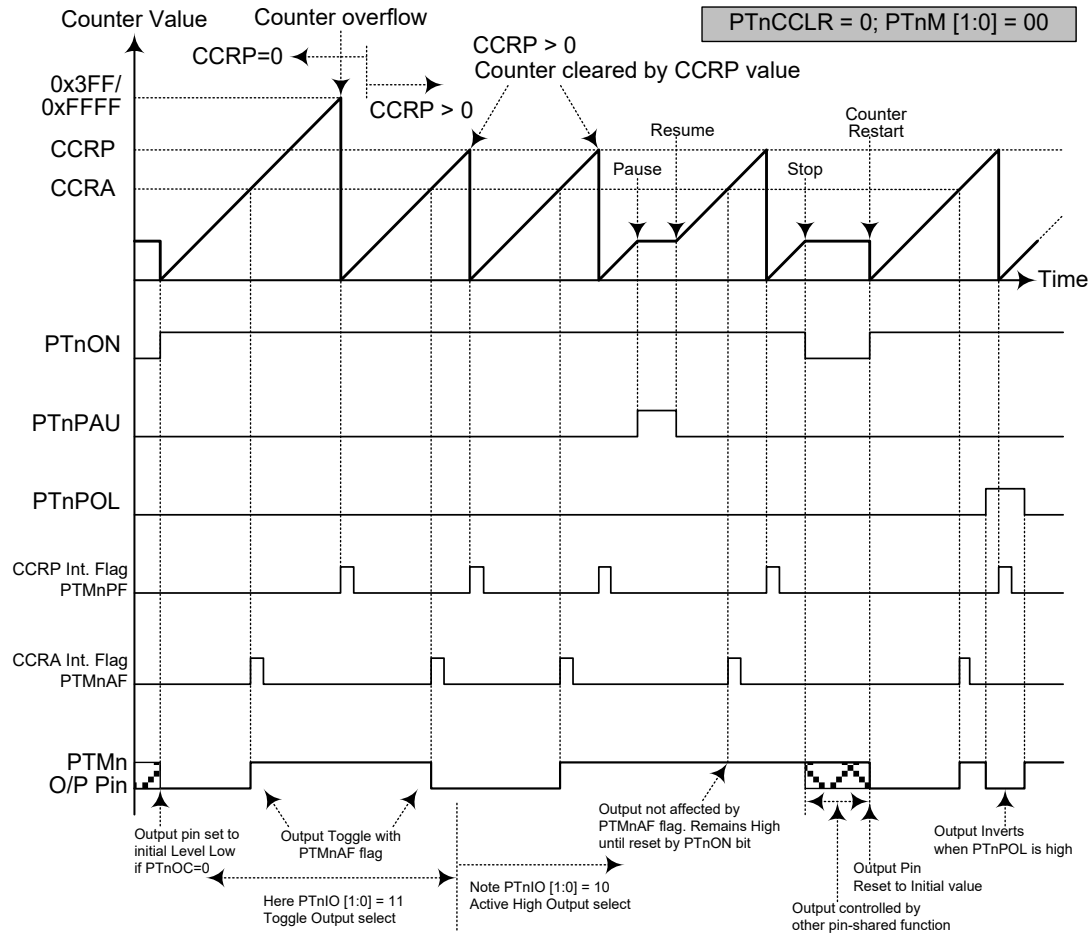 Counter Value
Counter overflow
PTnCCLR = 0; PTnM [1:0] = 00
CCRP=0
CCRP > 0
CCRP > 0
Counter cleared by CCRP value
0x3FF/
0xFFFF
CCRP
CCRA
Pause
Resume
Stop
Counter
Restart
Time
PTnON
PTnPAU
PTnPOL
CCRP Int. Flag
PTMnPF
CCRA Int. Flag
PTMnAF
PTMn
O/P Pin
Output pin set to
initial Level Low
if PTnOC=0
Output Toggle with
PTMnAF flag
Here PTnIO [1:0] = 11
Toggle Output select
Note PTnIO [1:0] = 10
Active High Output select
Output not affected by
PTMnAF flag. Remains High
until reset by PTnON bit
Output controlled by
other pin-shared function
Output Pin
Reset to Initial value
Output Inverts
when PTnPOL is high